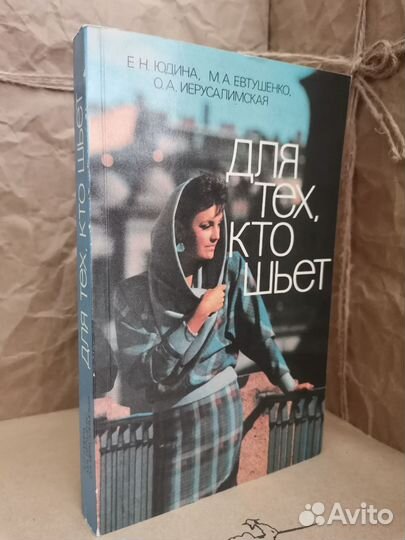 Е.Н. ЮДИНА, М.А. ЕВТУШЕНКО,
О.А. ИЕРУСАЛИМСКАЯ
для
тех,
кто
шьет
для тех, кто шьет
Avito